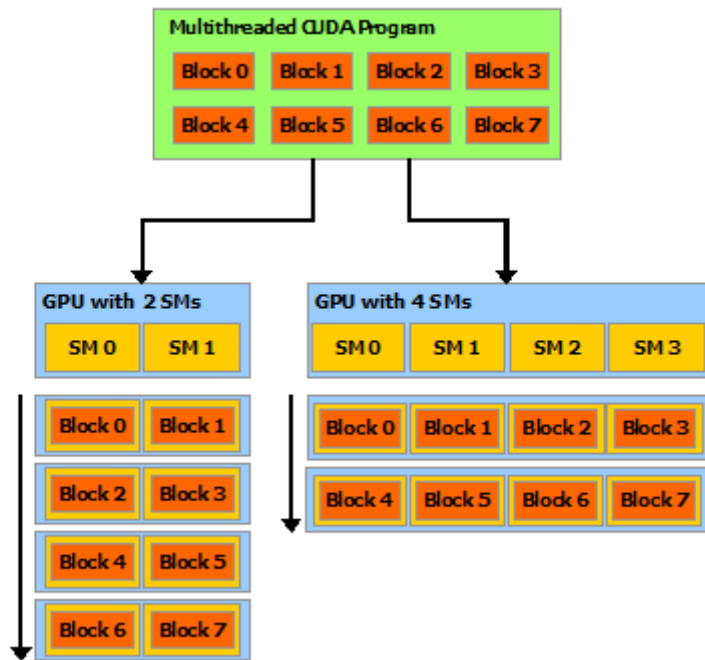 Multithreaded CUDA Program
Block 0 Block 1 Block 2 Block 3
Block 4 Block 5 Block 6 Block 7
GPU with 2 SMs
SM 0 SM 1
Block 0 Block 1
Block 2 Block 3
Block 4 Block 5
Block 6 Block 7
GPU with 4 SMs
SM 0 SM 1 SM 2 SM 3
Block 0 Block 1 Block 2 Block 3
Block 4 Block 5 Block 6 Block 7